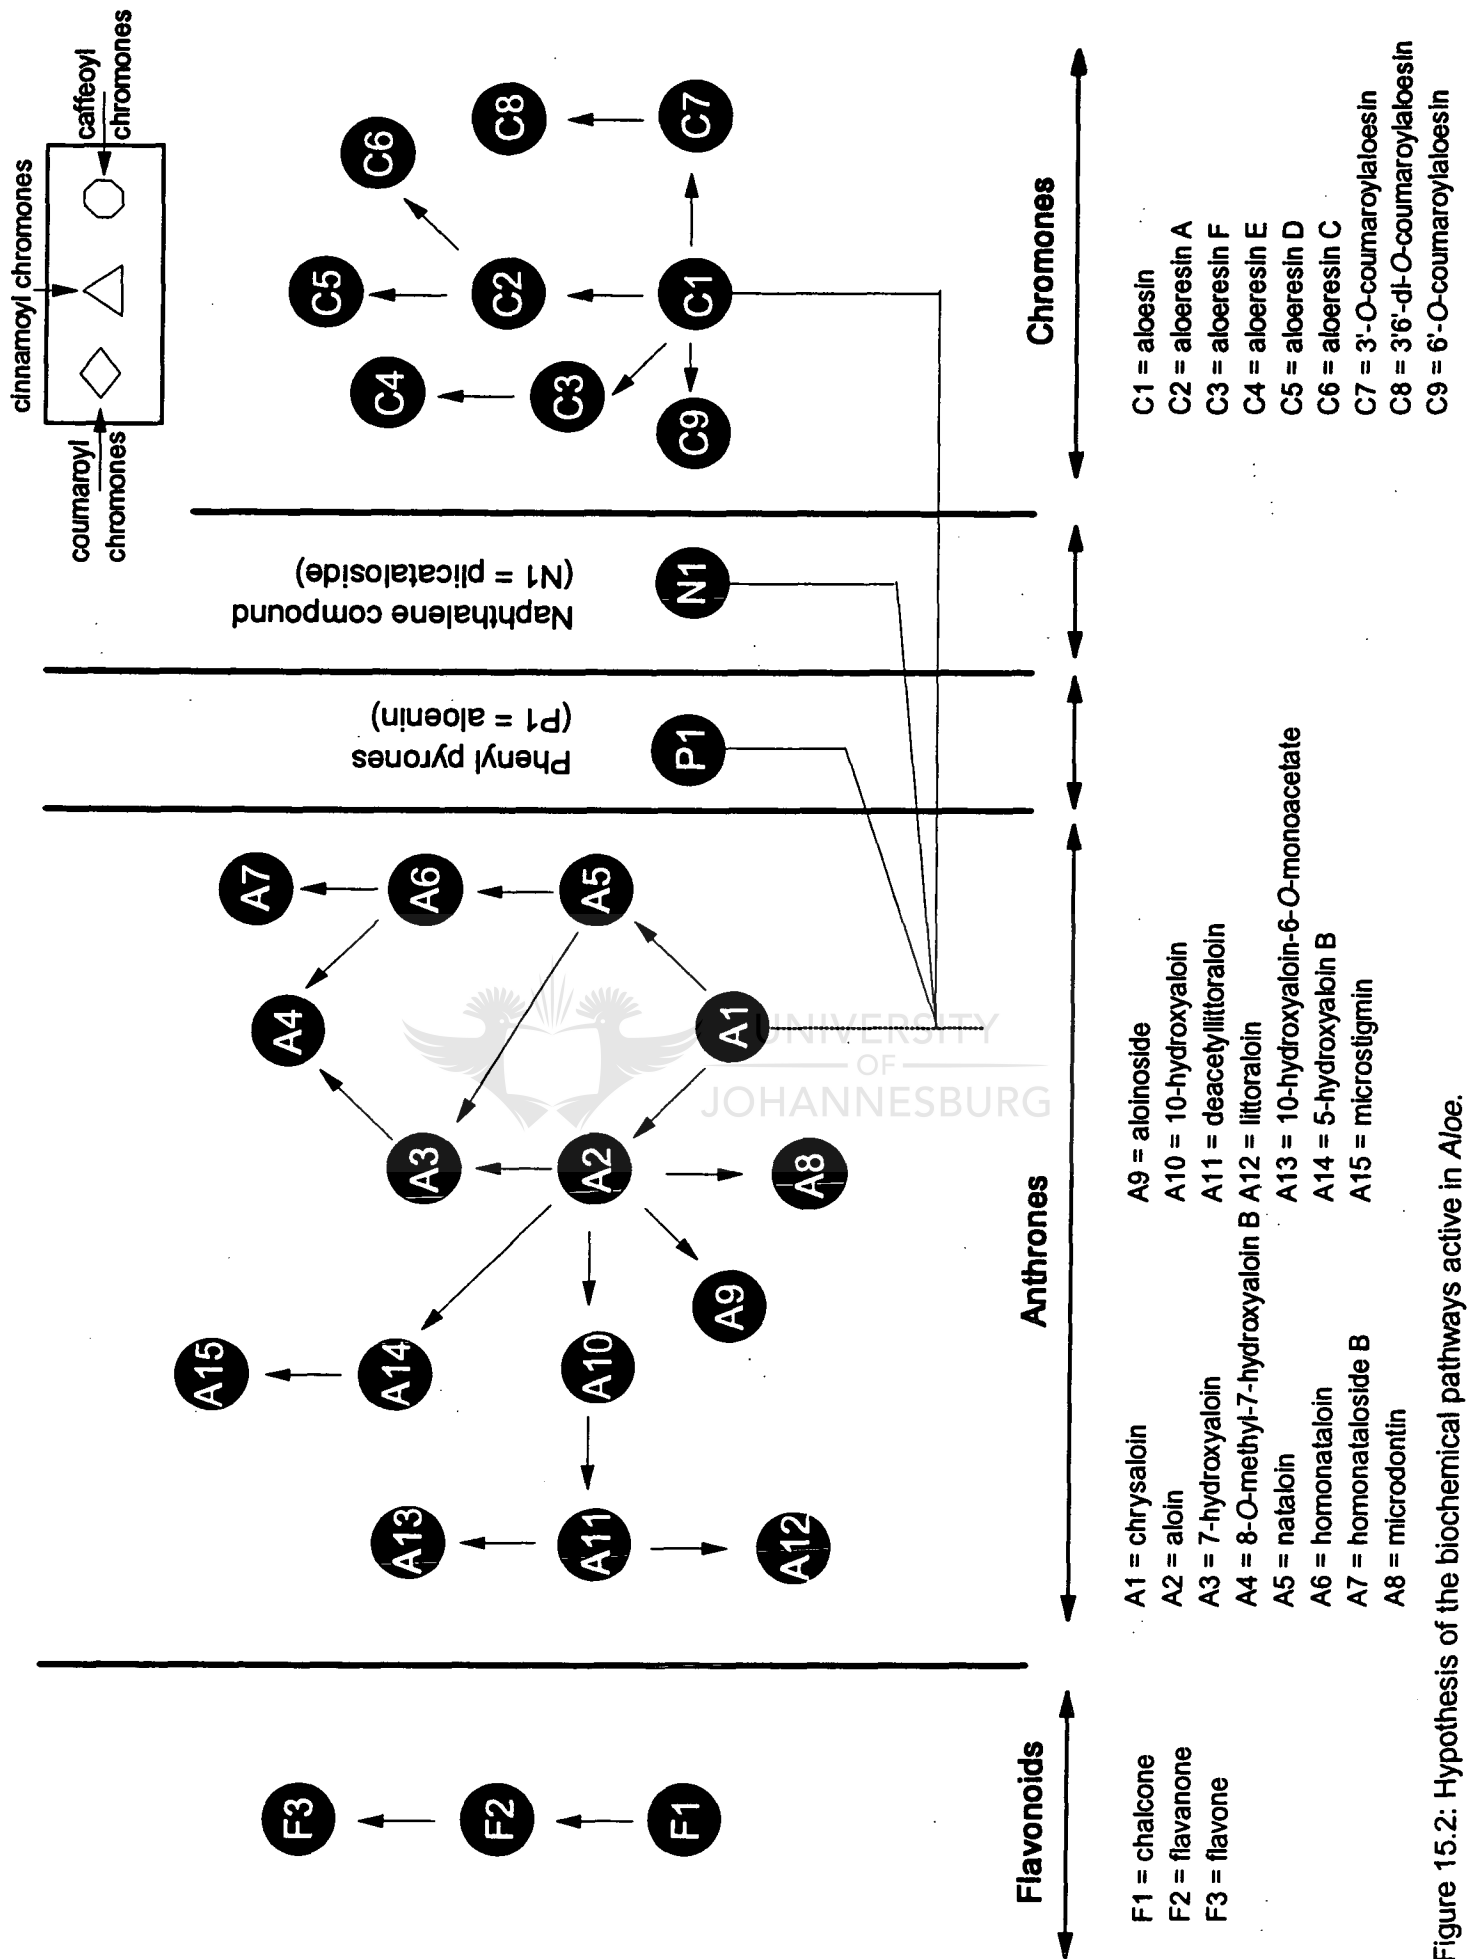 coumaroyl
chromones
cinnamoyl chromones
caffeoyl
chromones
F3
F2
F1
A15
A14
A13
A11
A12
A10
A9
A3
A2
A8
A4
A1
A7
A6
A5
Phenyl pyrones
(P1 = aloenin)
P1
Naphthalene compound
(N1 = plicataloside)
N1
C4
C3
C9
C5
C2
C1
C6
C8
C7
UNIVERSITY
OF
JOHANNESBURG
Flavonoids
Anthrones
Chromones
F1 = chalcone
F2 = flavanone
F3 = flavone
A1 = chrysaloin
A2 = aloin
A3 = 7-hydroxyaloin
A4 = 8-O-methyl-7-hydroxyaloin B
A5 = nataloin
A6 = homonataloin
A7 = homonataloside B
A8 = microdontin
A9 = aloinoside
A10 = 10-hydroxyaloin
A11 = deacetyllittoraloin
A12 = littoraloin
A13 = 10-hydroxyaloin-6-O-monoacetate
A14 = 5-hydroxyaloin B
A15 = microstigmin
C1 = aloesin
C2 = aloeresin A
C3 = aloeresin F
C4 = aloeresin E
C5 = aloeresin D
C6 = aloeresin C
C7 = 3'-O-coumaroylaloesin
C8 = 3'6'-di-O-coumaroylaloesin
C9 = 6'-O-coumaroylaloesin
Figure 15.2: Hypothesis of the biochemical pathways active in Aloe.